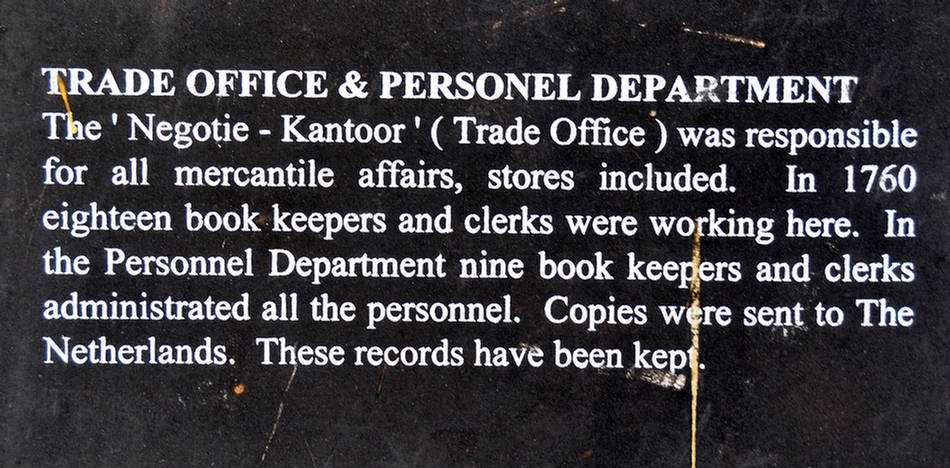 TRADE OFFICE & PERSONEL DEPARTMENT
The ' Negotie - Kantoor ' ( Trade Office ) was responsible
for all mercantile affairs, stores included. In 1760
eighteen book keepers and clerks were working here. In
the Personnel Department nine book keepers and clerks
administrated all the personnel. Copies were sent to The
Netherlands. These records have been kept.